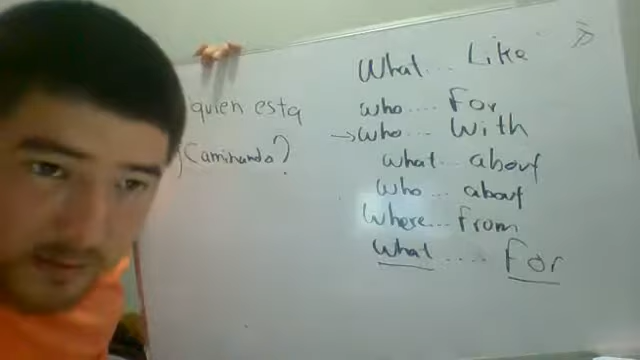 quien esta
¿Caminando?
What... Like
who.... For
→who... With
what... about
who... about
Where... From
What .... For